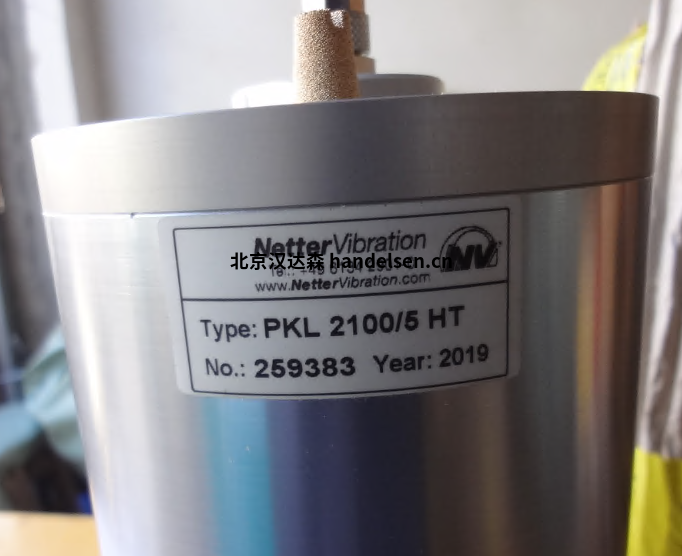 NetterVibration NV
北京汉达森 handelsen.cn
www.NetterVibration.com
Type: PKL 2100/5 HT
No.: 259383 Year: 2019